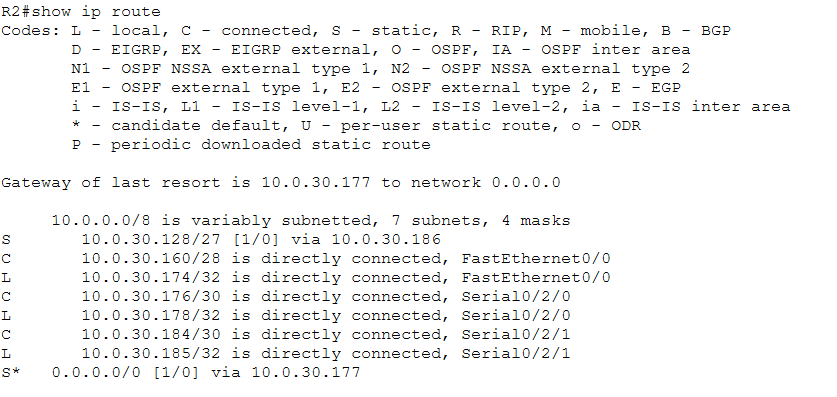 R2#show ip route
Codes: L - local, C - connected, S - static, R - RIP, M - mobile, B - BGP
       D - EIGRP, EX - EIGRP external, O - OSPF, IA - OSPF inter area
       N1 - OSPF NSSA external type 1, N2 - OSPF NSSA external type 2
       E1 - OSPF external type 1, E2 - OSPF external type 2, E - EGP
       i - IS-IS, L1 - IS-IS level-1, L2 - IS-IS level-2, ia - IS-IS inter area
       * - candidate default, U - per-user static route, o - ODR
       P - periodic downloaded static route
Gateway of last resort is 10.0.30.177 to network 0.0.0.0
     10.0.0.0/8 is variably subnetted, 7 subnets, 4 masks
S       10.0.30.128/27 [1/0] via 10.0.30.186
C       10.0.30.160/28 is directly connected, FastEthernet0/0
L       10.0.30.174/32 is directly connected, FastEthernet0/0
C       10.0.30.176/30 is directly connected, Serial0/2/0
L       10.0.30.178/32 is directly connected, Serial0/2/0
C       10.0.30.184/30 is directly connected, Serial0/2/1
L       10.0.30.185/32 is directly connected, Serial0/2/1
S*   0.0.0.0/0 [1/0] via 10.0.30.177